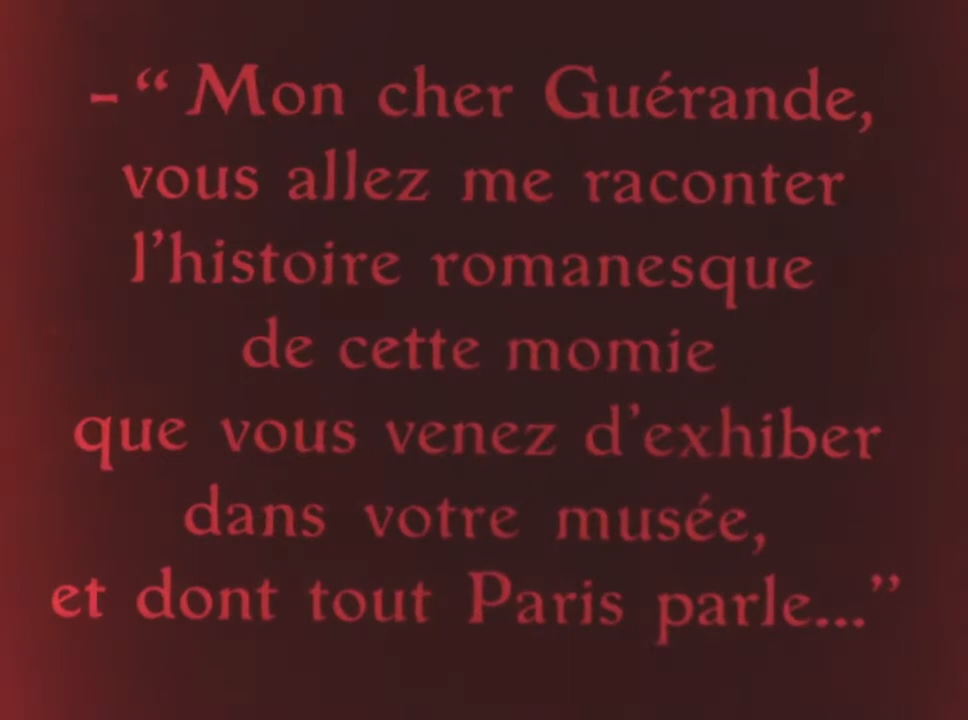 -“ Mon cher Guérande,
vous allez me raconter
l’histoire romanesque
de cette momie
que vous venez d’exhiber
dans votre musée,
et dont tout Paris parle...”